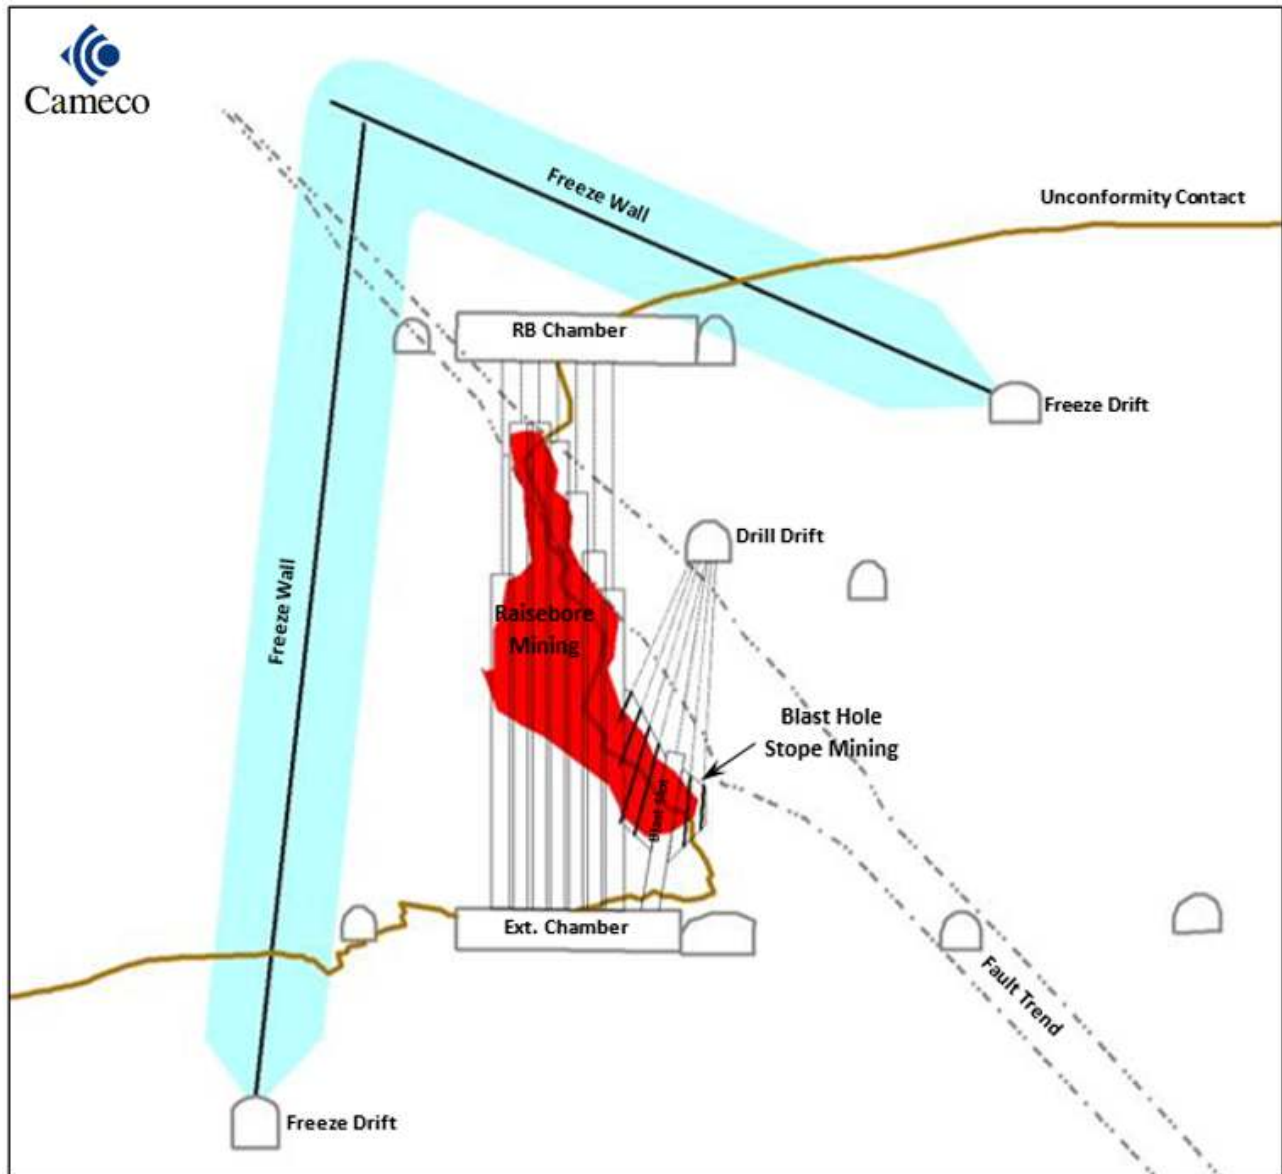 Cameco
Freeze Wall
Unconformity Contact
RB Chamber
Freeze Drift
Drill Drift
Freeze Wall
Raisebore
Mining
Blast Hole
Stope Mining
Ext. Chamber
Fault Trend
Freeze Drift